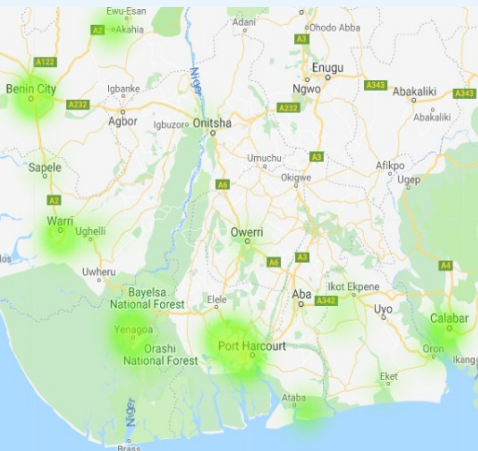 Ewu-Esan
A2
Akahia
Adani
Ohodo Abba
A3
A122
Enugu
Ngwo
A343
Abakaliki
A343
Benin City
A232
Igbanke
Agbor
Niger
Igbuzor
Onitsha
A232
Abakaliki
Sapele
Umuchu
A3
Okigwe
Afikpo
Ugep
A6
A2
Warri
Ughelli
Owerri
A6
A3
A4
Uwheru
Bayelsa
National Forest
Elele
Aba
Ikot Ekpene
A342
Uyo
Calabar
Yenagoa
Orashi
National Forest
Port Harcourt
Oron
Ikang
Eket
Ataba
Niger
Brass